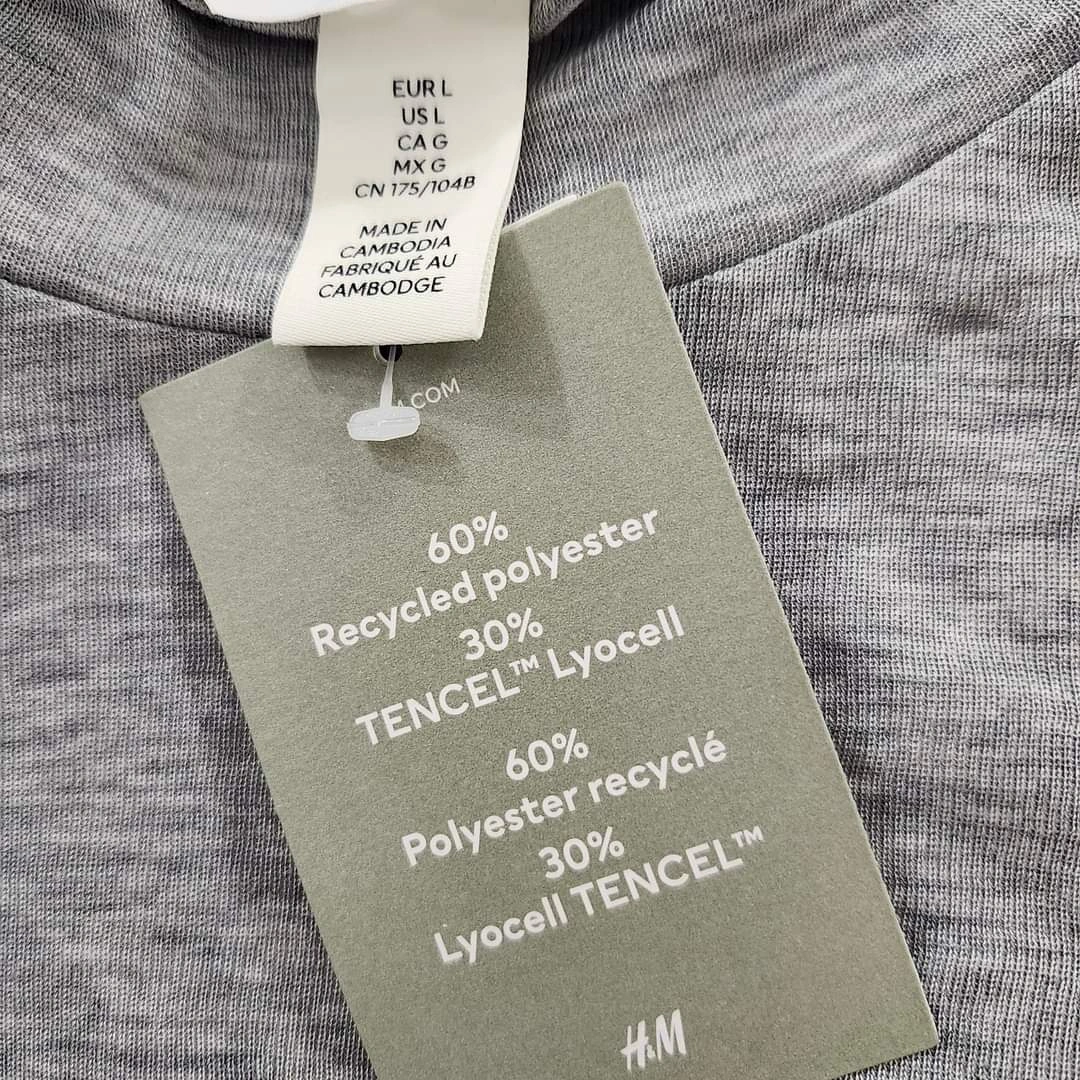 EUR L
US L
CA G
MX G
CN 175/104B
MADE IN
CAMBODIA
FABRIQUÉ AU
CAMBODGE
.COM
60%
Recycled polyester
30%
TENCEL™ Lyocell
60%
Polyester recyclé
30%
Lyocell TENCEL™
H&M